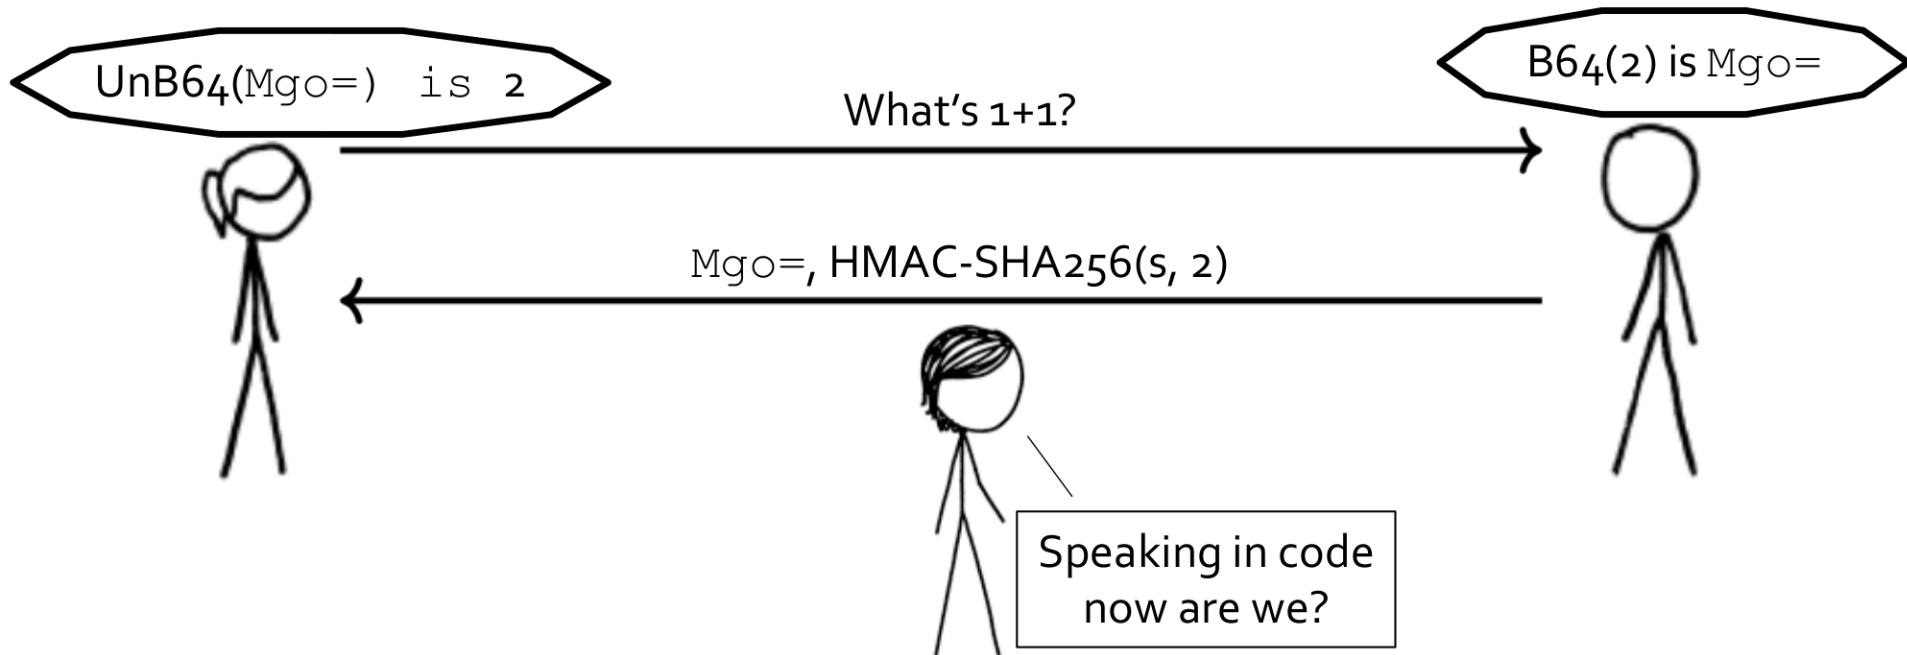 UnB64(Mgo=) is 2
B64(2) is Mgo=
What's 1+1?
Mgo=, HMAC-SHA256(s, 2)
Speaking in code
now are we?